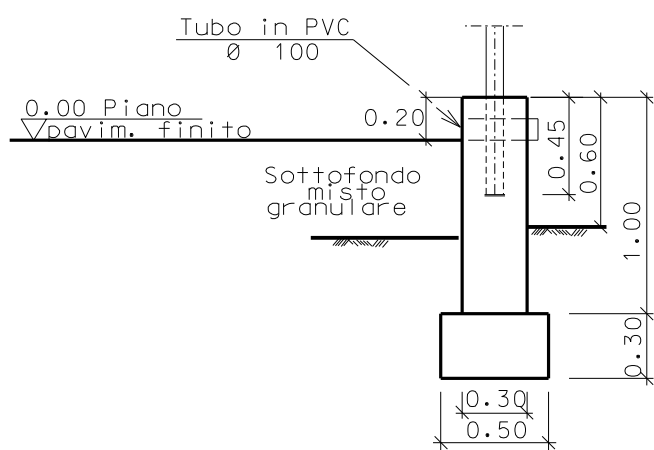 Tubo in PVC
Ø 100
0.00 Piano
pavim. finito
0.20
0.45
0.60
Sottofondo
misto
granulare
1.00
0.30
0.30
0.50